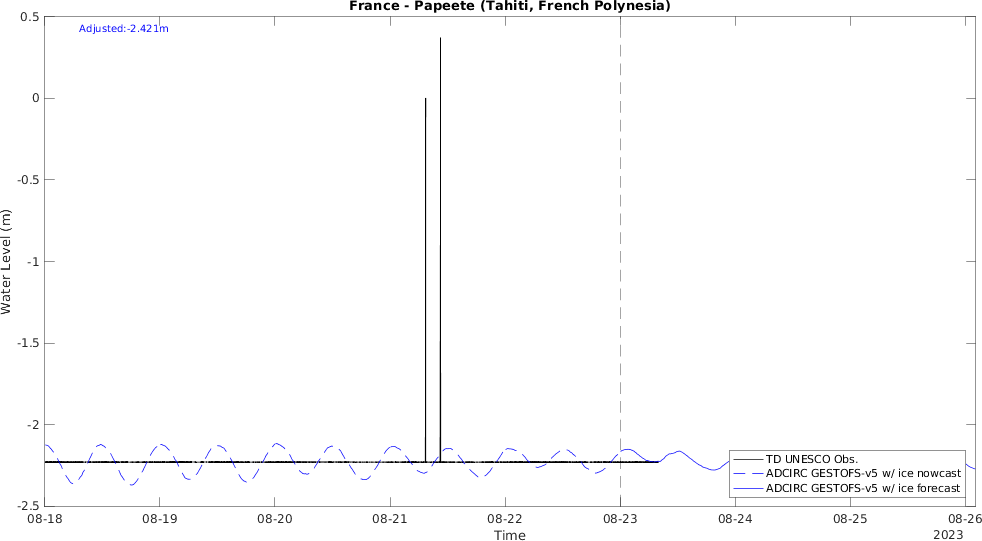 France - Papeete (Tahiti, French Polynesia)
Adjusted:-2.421m
0.5
0
-0.5
-1
-1.5
-2
-2.5
Water Level (m)
TD UNESCO Obs.
ADCIRC GESTOFS-v5 w/ ice nowcast
ADCIRC GESTOFS-v5 w/ ice forecast
08-18 08-19 08-20 08-21 08-22 08-23 08-24 08-25 08-26
Time
2023